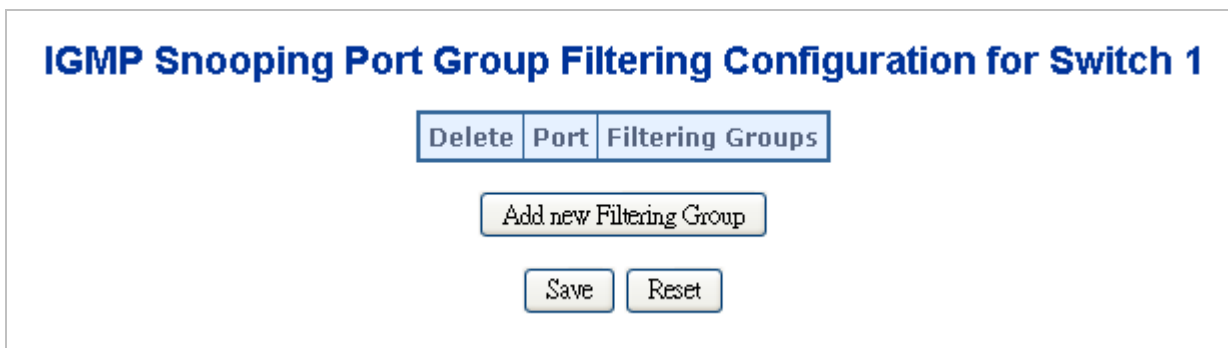 IGMP Snooping Port Group Filtering Configuration for Switch 1
Delete Port Filtering Groups
Add new Filtering Group
Save Reset